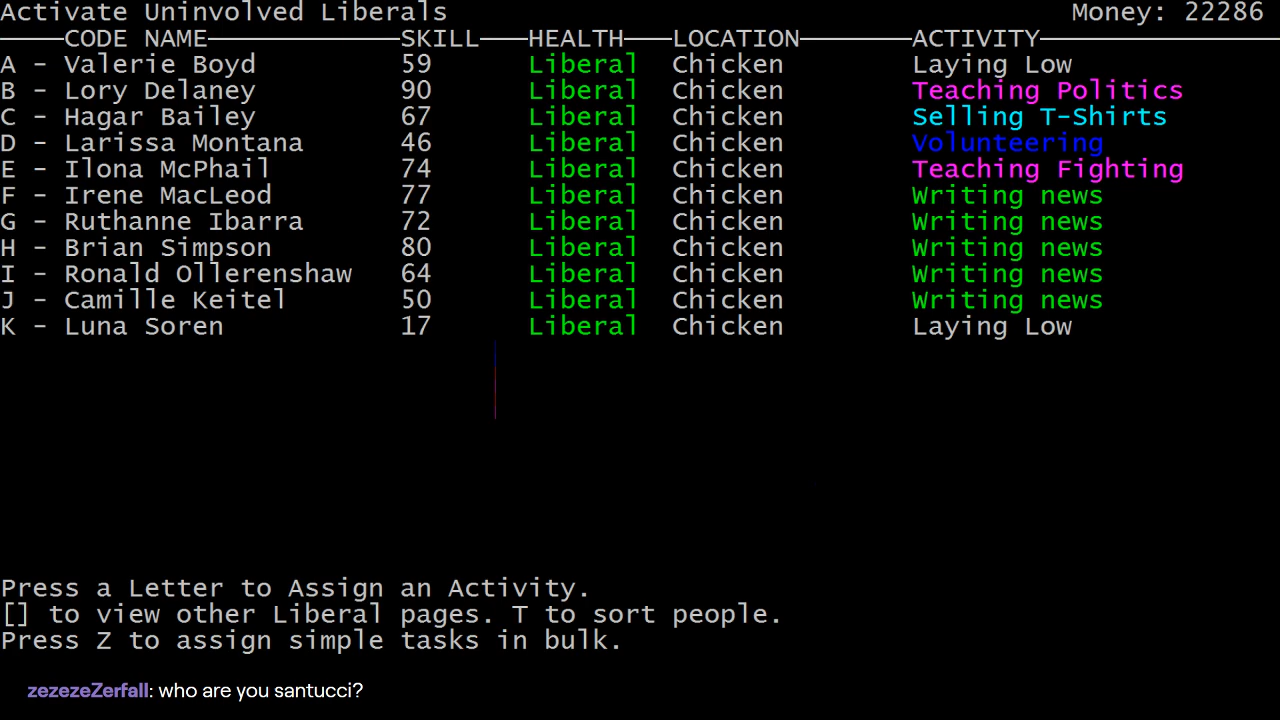 Activate Uninvolved Liberals Money: 22286
CODE NAME SKILL HEALTH LOCATION ACTIVITY
A - Valerie Boyd 59 Liberal Chicken Laying Low
B - Lory Delaney 90 Liberal Chicken Teaching Politics
C - Hagar Bailey 67 Liberal Chicken Selling T-Shirts
D - Larissa Montana 46 Liberal Chicken Volunteering
E - Ilona McPhail 74 Liberal Chicken Teaching Fighting
F - Irene MacLeod 77 Liberal Chicken Writing news
G - Ruthanne Ibarra 72 Liberal Chicken Writing news
H - Brian Simpson 80 Liberal Chicken Writing news
I - Ronald Ollerenshaw 64 Liberal Chicken Writing news
J - Camille Keitel 50 Liberal Chicken Writing news
K - Luna Soren 17 Liberal Chicken Laying Low
Press a Letter to Assign an Activity.
[] to view other Liberal pages. T to sort people.
Press Z to assign simple tasks in bulk.
zezezeZerfall: who are you santucci?